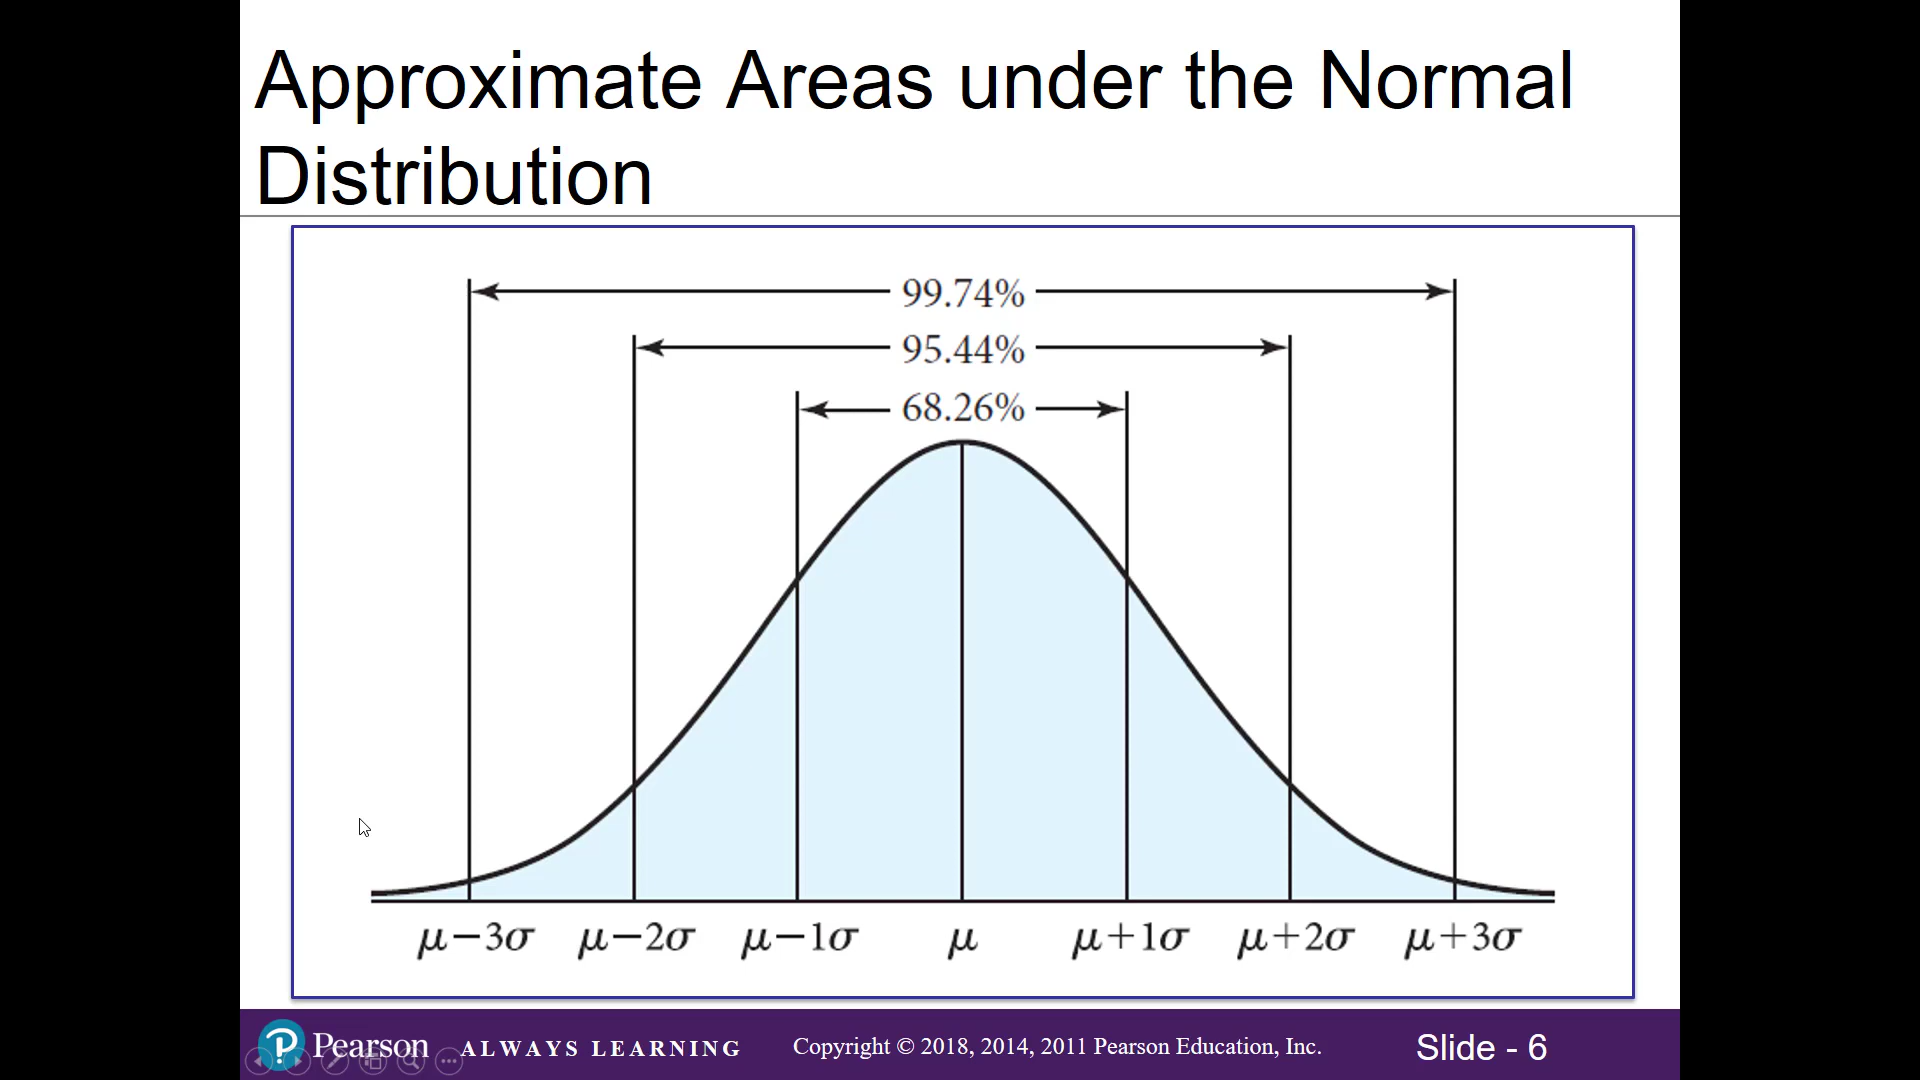 Approximate Areas under the Normal
Distribution
99.74%
95.44%
68.26%
μ−3σ μ−2σ μ−1σ μ μ+1σ μ+2σ μ+3σ
Pearson ALWAYS LEARNING Copyright © 2018, 2014, 2011 Pearson Education, Inc. Slide - 6